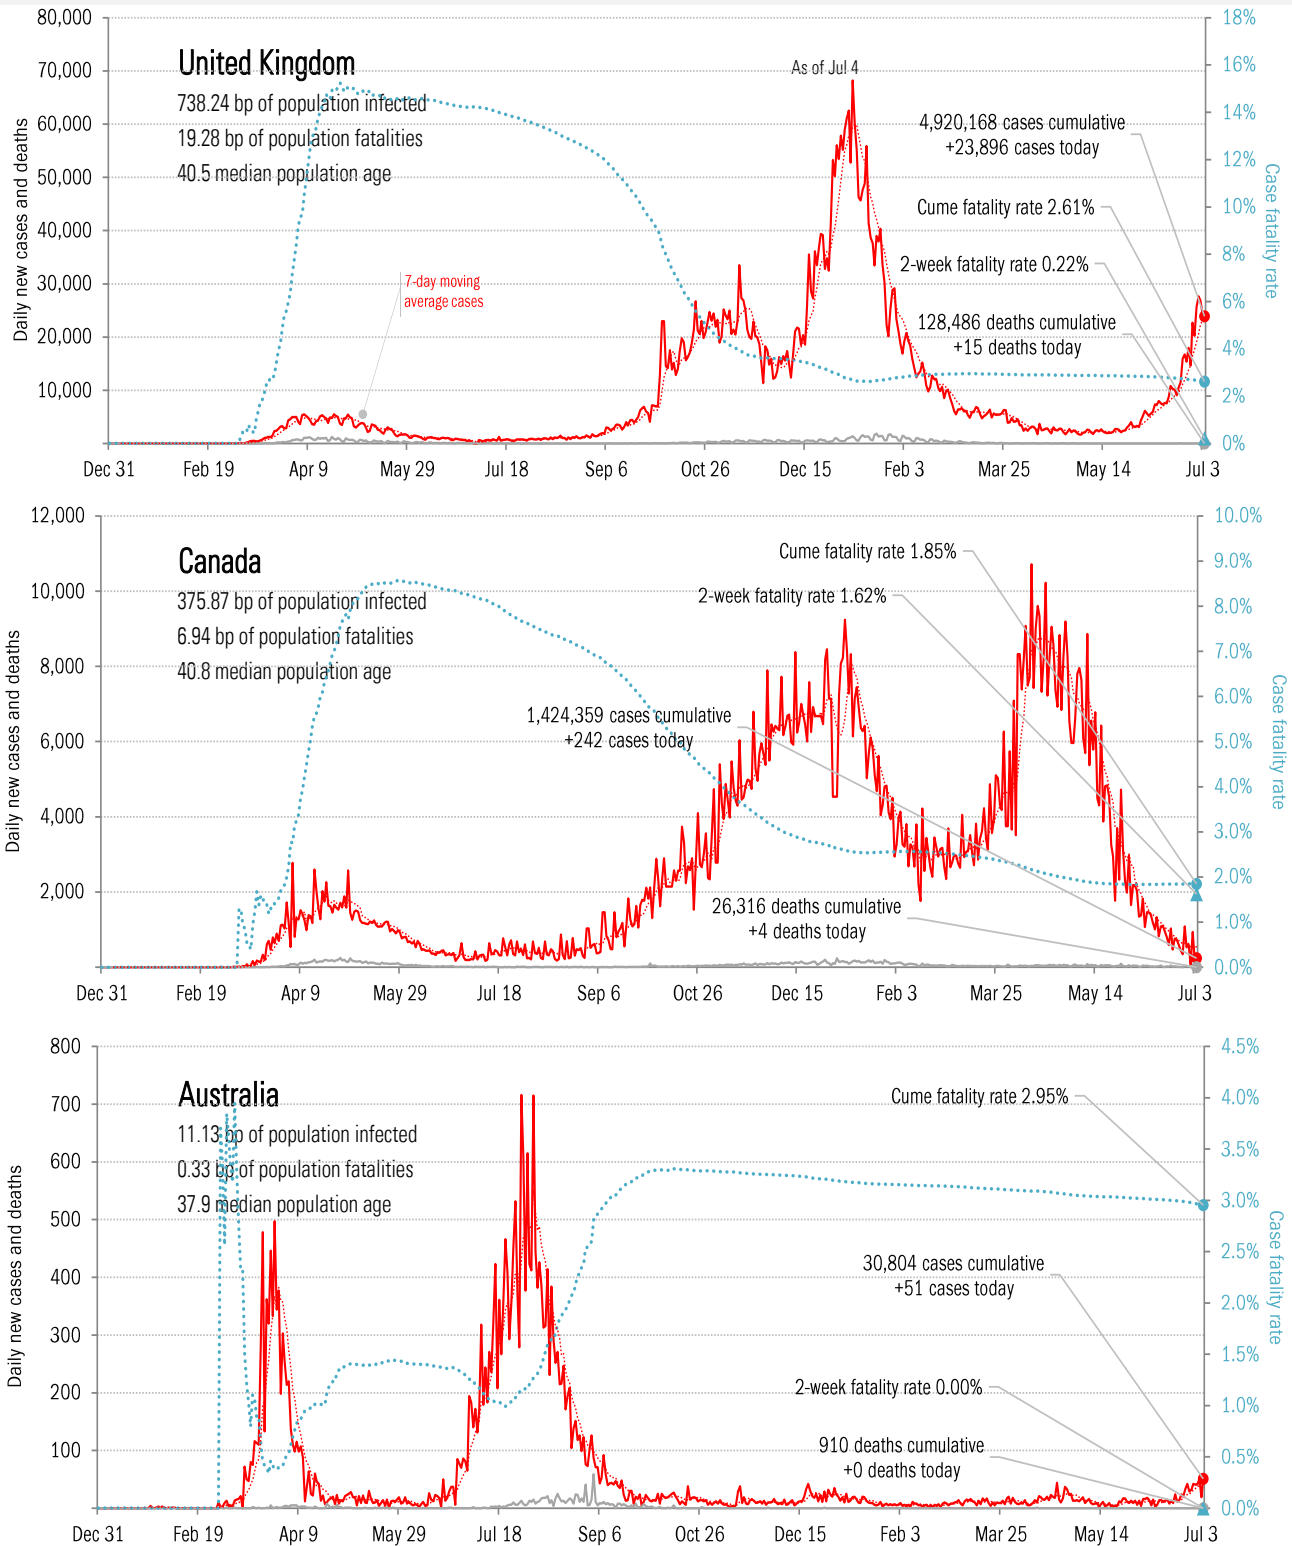 80,000
70,000
60,000
50,000
40,000
30,000
20,000
10,000
Daily new cases and deaths
United Kingdom
738.24 bp of population infected
19.28 bp of population fatalities
40.5 median population age
7-day moving
average cases
As of Jul 4
4,920,168 cases cumulative
+23,896 cases today
Cume fatality rate 2.61%
2-week fatality rate 0.22%
128,486 deaths cumulative
+15 deaths today
18%
16%
14%
12%
10%
8%
6%
4%
2%
0%
Case fatality rate
Dec 31 Feb 19 Apr 9 May 29 Jul 18 Sep 6 Oct 26 Dec 15 Feb 3 Mar 25 May 14 Jul 3
12,000
10,000
8,000
6,000
4,000
2,000
Daily new cases and deaths
Canada
375.87 bp of population infected
6.94 bp of population fatalities
40.8 median population age
Cume fatality rate 1.85%
2-week fatality rate 1.62%
1,424,359 cases cumulative
+242 cases today
26,316 deaths cumulative
+4 deaths today
10.0%
9.0%
8.0%
7.0%
6.0%
5.0%
4.0%
3.0%
2.0%
1.0%
0.0%
Case fatality rate
Dec 31 Feb 19 Apr 9 May 29 Jul 18 Sep 6 Oct 26 Dec 15 Feb 3 Mar 25 May 14 Jul 3
800
700
600
500
400
300
200
100
Daily new cases and deaths
Australia
11.13 bp of population infected
0.33 bp of population fatalities
37.9 median population age
Cume fatality rate 2.95%
30,804 cases cumulative
+51 cases today
2-week fatality rate 0.00%
910 deaths cumulative
+0 deaths today
4.5%
4.0%
3.5%
3.0%
2.5%
2.0%
1.5%
1.0%
0.5%
0.0%
Case fatality rate
Dec 31 Feb 19 Apr 9 May 29 Jul 18 Sep 6 Oct 26 Dec 15 Feb 3 Mar 25 May 14 Jul 3